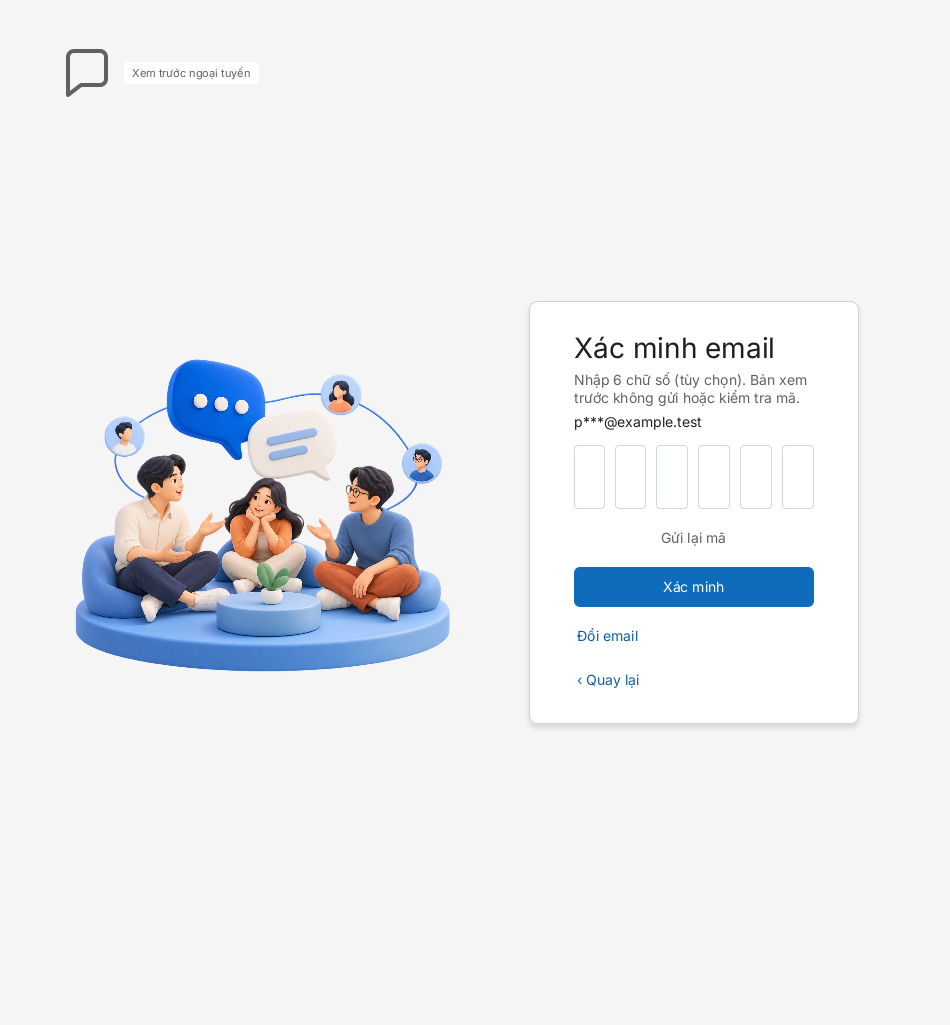 Xem trước ngoại tuyến
Xác minh email
Nhập 6 chữ số (tùy chọn). Bản xem
trước không gửi hoặc kiểm tra mã.
p***@example.test
Gửi lại mã
Xác minh
Đổi email
‹ Quay lại